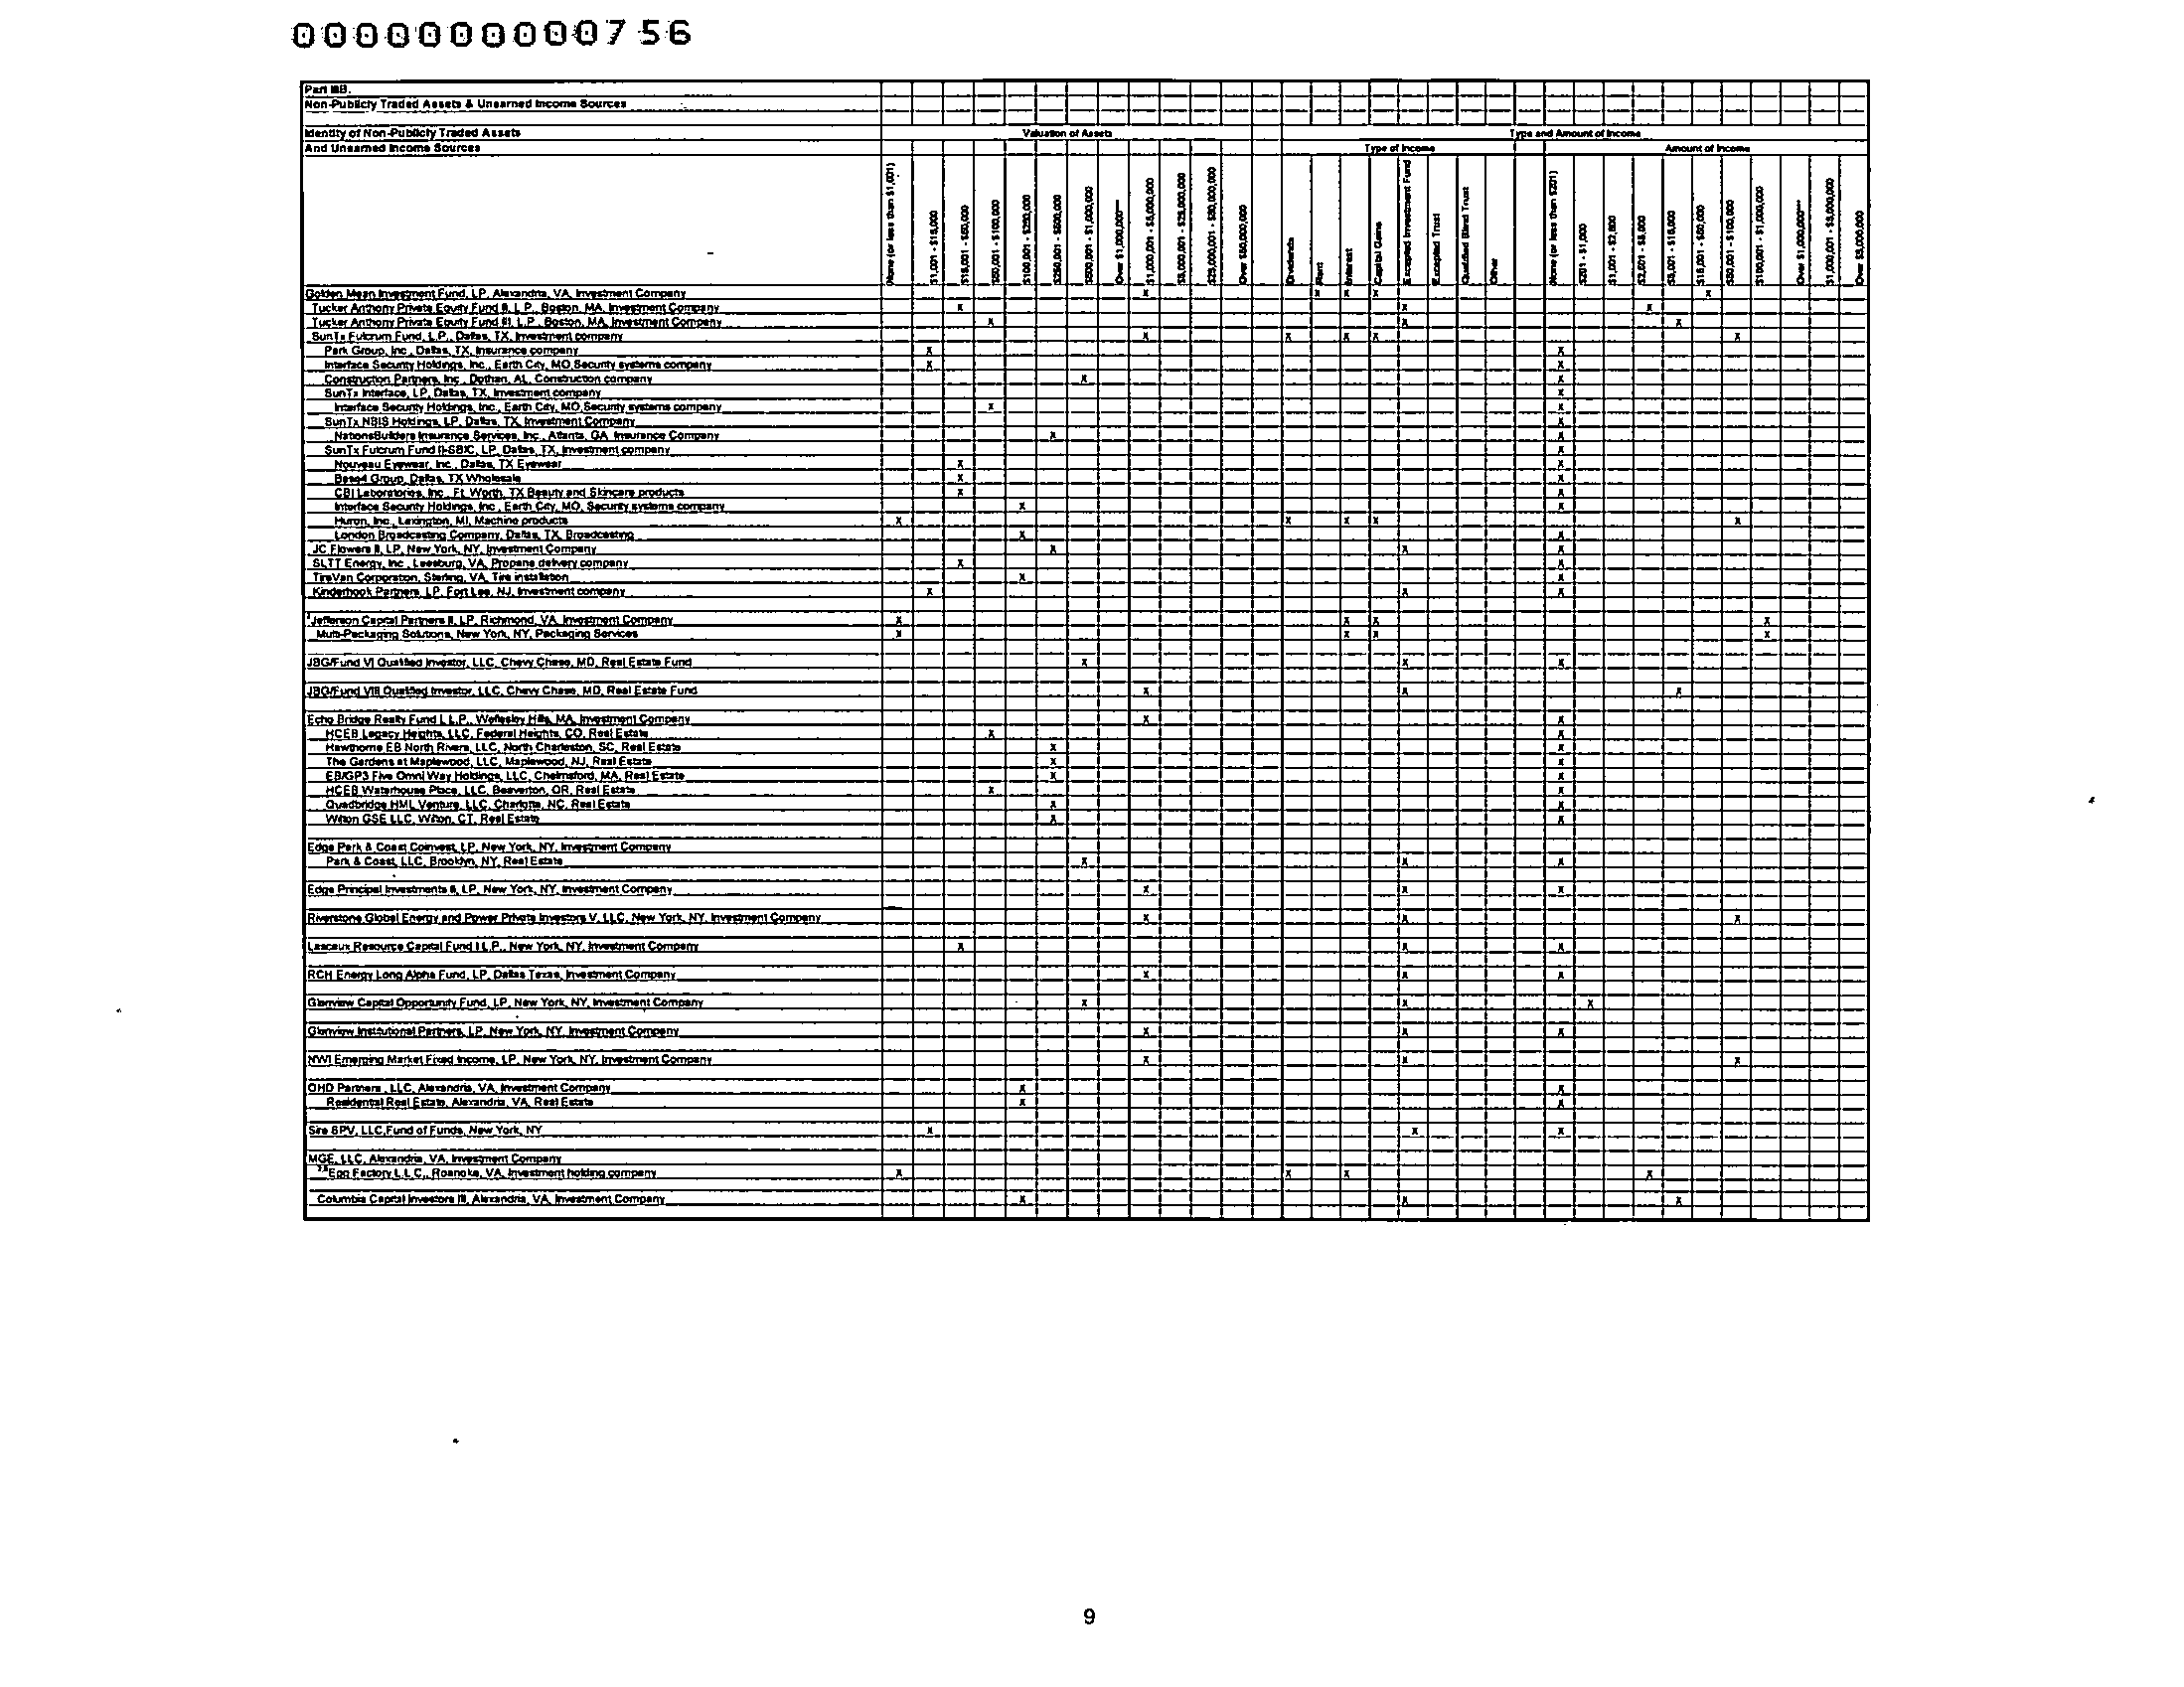 0000000000756
Part IIIB.
Non-Publicly Traded Assets & Unearned Income Sources
Identity of Non-Publicly Traded Assets Valuation of Assets Type and Amount of Income
And Unearned Income Sources Type of Income Amount of Income
None (or less than $1,001) $1,001 - $15,000 $15,001 - $50,000 $50,001 - $100,000 $100,001 - $250,000 $250,001 - $500,000 $500,001 - $1,000,000 Over $1,000,000*** $1,000,001 - $5,000,000 $5,000,001 - $25,000,000 $25,000,001 - $50,000,000 Over $50,000,000 Dividends Rent Interest Capital Gains Excepted Investment Fund Excepted Trust Qualified Blind Trust Other None (or less than $201) $201 - $1,000 $1,001 - $2,500 $2,501 - $5,000 $5,001 - $15,000 $15,001 - $50,000 $50,001 - $100,000 $100,001 - $1,000,000 Over $1,000,000*** $1,000,001 - $5,000,000 Over $5,000,000
Golden Mean Investment Fund, LP, Alexandria, VA, Investment Company X X X X X
Tucker Anthony Private Equity Fund II, L.P., Boston, MA, Investment Company X X X
Tucker Anthony Private Equity Fund III, L.P., Boston, MA, Investment Company X X X
SunTx Fulcrum Fund, L.P., Dallas, TX, Investment company X X X X X
Park Group, Inc., Dallas, TX, Insurance company X X
Interface Security Holdings, Inc., Earth City, MO,Security systems company X X
Construction Partners, Inc., Dothan, AL, Construction company X X
SunTx Interface, LP, Dallas, TX, Investment company X
Interface Security Holdings, Inc., Earth City, MO,Security systems company X X
SunTx NBIS Holdings, LP, Dallas, TX, Investment Company X
NationsBuilders Insurance Services, Inc., Atlanta, GA, Insurance Company X X
SunTx Fulcrum Fund II-SBIC, LP, Dallas, TX, Investment company X
Nouveau Eyewear, Inc., Dallas, TX Eyewear X X
Group, Dallas, TX Wholesale X X
CBI Laboratories, Inc., Ft. Worth, TX Beauty and Skincare products X X
Interface Security Holdings, Inc., Earth City, MO, Security systems company X X
Huron, Inc., Lexington, MI, Machine products X X X X X
London Broadcasting Company, Dallas, TX, Broadcasting X X
JC Flowers II, LP, New York, NY, Investment Company X X X
SLTT Energy, Inc., Leesburg, VA, Propane delivery company X X
TireVan Corporation, Sterling, VA, Tire installation X X
Kinderhook Partners, LP, Fort Lee, NJ, Investment company X X X
Jefferson Capital Partners II, LP, Richmond, VA, Investment Company X X X X
Multi-Packaging Solutions, New York, NY, Packaging Services X X X X
JBG/Fund VI Qualified Investor, LLC, Chevy Chase, MD, Real Estate Fund X X X
JBG/Fund VIII Qualified Investor, LLC, Chevy Chase, MD, Real Estate Fund X X X
Echo Bridge Realty Fund I, L.P., Wellesley Hills, MA, Investment Company X X
HCEB Legacy Heights, LLC, Federal Heights, CO, Real Estate X X
Hawthorne EB North Rivers, LLC, North Charleston, SC, Real Estate X X
The Gardens at Maplewood, LLC, Maplewood, NJ, Real Estate X X
EB/GP3 Five Omni Way Holdings, LLC, Chelmsford, MA, Real Estate X X
HCEB Waterhouse Place, LLC, Beaverton, OR, Real Estate X X
Quadbridge HML Venture, LLC, Charlotte, NC, Real Estate X X
Wilton GSE LLC, Wilton, CT, Real Estate X X
Edge Park & Coast Coinvest, LP, New York, NY, Investment Company
Park & Coast, LLC, Brooklyn, NY, Real Estate X X X
Edge Principal Investments II, LP, New York, NY, Investment Company X X X
Riverstone Global Energy and Power Private Investors V, LLC, New York, NY, Investment Company X X X
Lascaux Resource Capital Fund I L.P., New York, NY, Investment Company X X X
RCH Energy Long Alpha Fund, LP, Dallas Texas, Investment Company X X X
Glenview Capital Opportunity Fund, LP, New York, NY, Investment Company X X X
Glenview Institutional Partners, LP, New York, NY, Investment Company X X X
NWI Emerging Market Fixed Income, LP, New York, NY, Investment Company X X X
OHD Partners, LLC, Alexandria, VA, Investment Company X X
Residential Real Estate, Alexandria, VA, Real Estate X X
Sire SPV, LLC,Fund of Funds, New York, NY X X X
MGE, LLC, Alexandria, VA, Investment Company
Egg Factory L.L.C., Roanoke, VA, Investment holding company X X X X
Columbia Capital Investors III, Alexandria, VA, Investment Company X X X
9